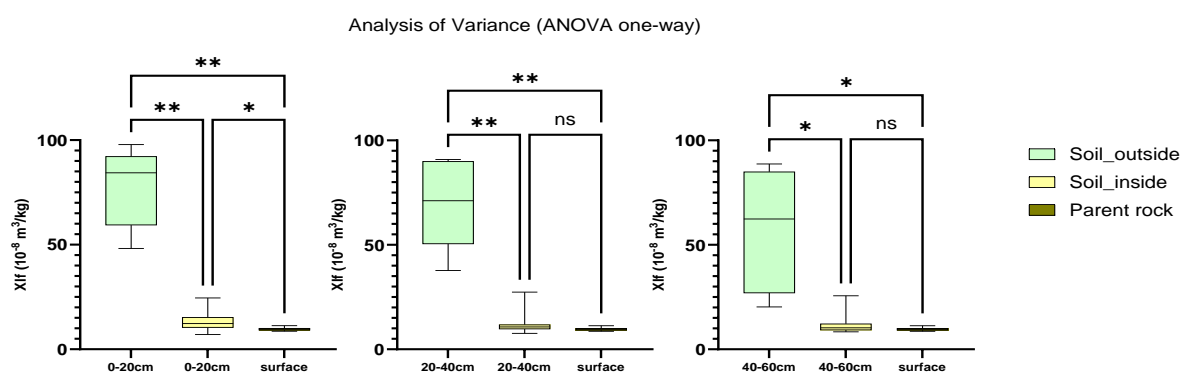 Analysis of Variance (ANOVA one-way)
**
** *
100
50
0
Xlf (10⁻⁸ m³/kg)
0-20cm 0-20cm surface
**
** ns
100
50
0
Xlf (10⁻⁸ m³/kg)
20-40cm 20-40cm surface
*
* ns
100
50
0
Xlf (10⁻⁸ m³/kg)
40-60cm 40-60cm surface
Soil_outside
Soil_inside
Parent rock